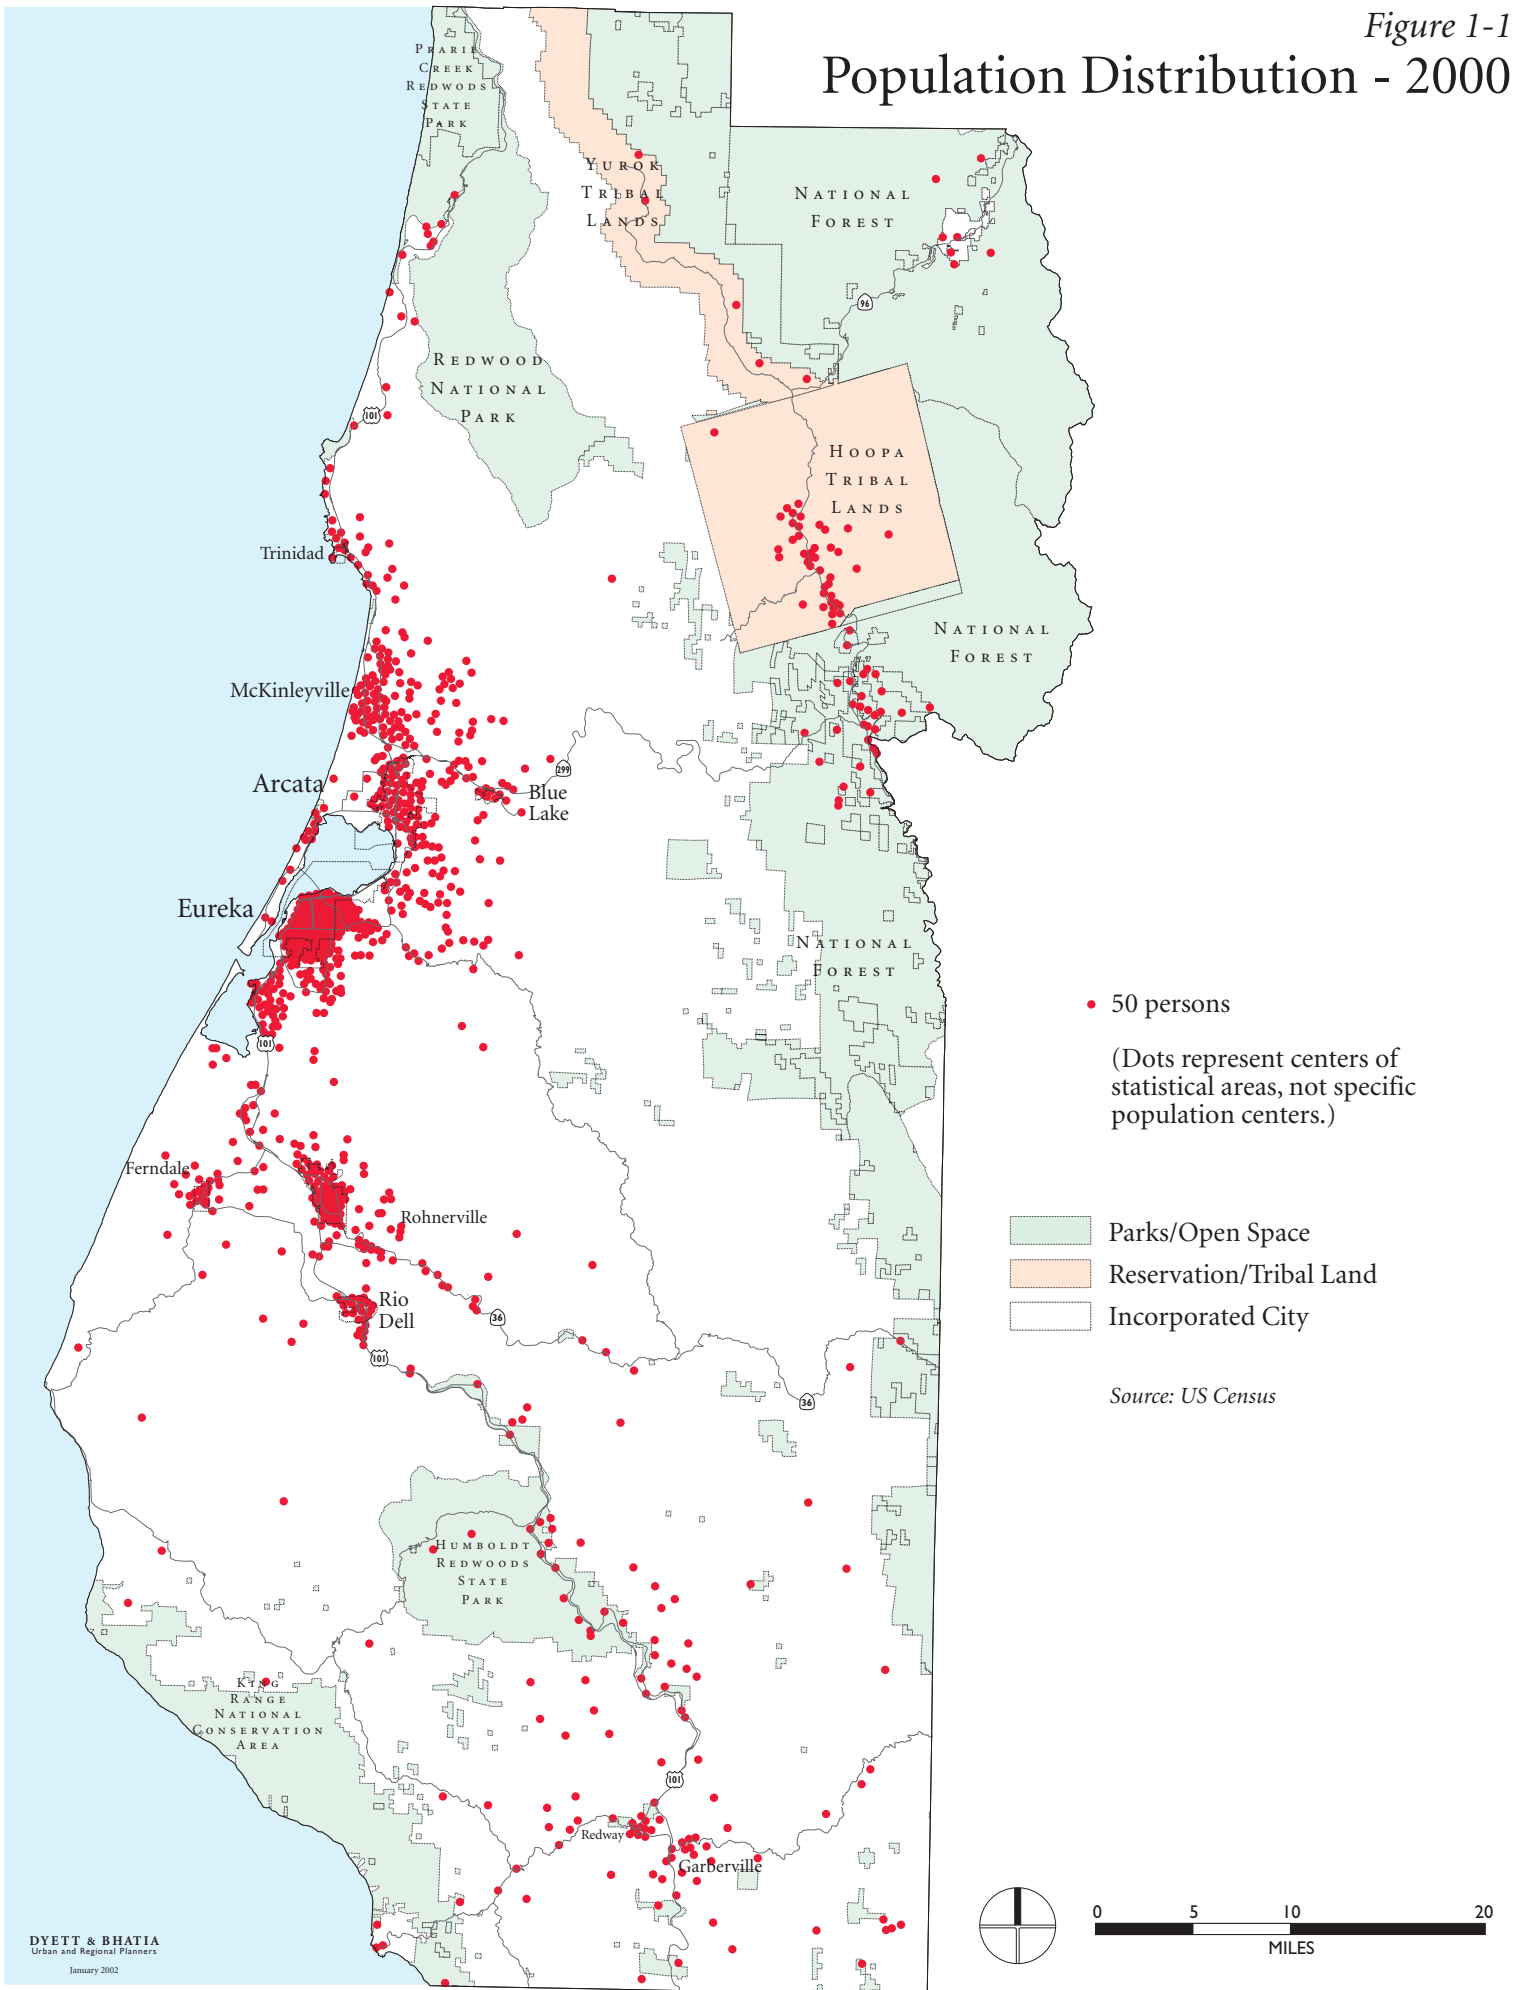 Figure 1-1
Population Distribution - 2000
PRARIE
CREEK
REDWODS
STATE
PARK
YUROK
TRIBAL
LANDS
NATIONAL
FOREST
96
REDWOOD
NATIONAL
PARK
101
HOOPA
TRIBAL
LANDS
Trinidad
NATIONAL
FOREST
McKinleyville
299
Arcata
Blue
Lake
Eureka
NATIONAL
FOREST
50 persons
(Dots represent centers of
statistical areas, not specific
population centers.)
101
Ferndale
Rohnerville
Parks/Open Space
Reservation/Tribal Land
Incorporated City
Rio
Dell
36
101
36
Source: US Census
HUMBOLDT
REDWOODS
STATE
PARK
KING
RANGE
NATIONAL
CONSERVATION
AREA
101
Redway
Garberville
0 5 10 20
MILES
DYETT & BHATIA
Urban and Regional Planners
January 2002